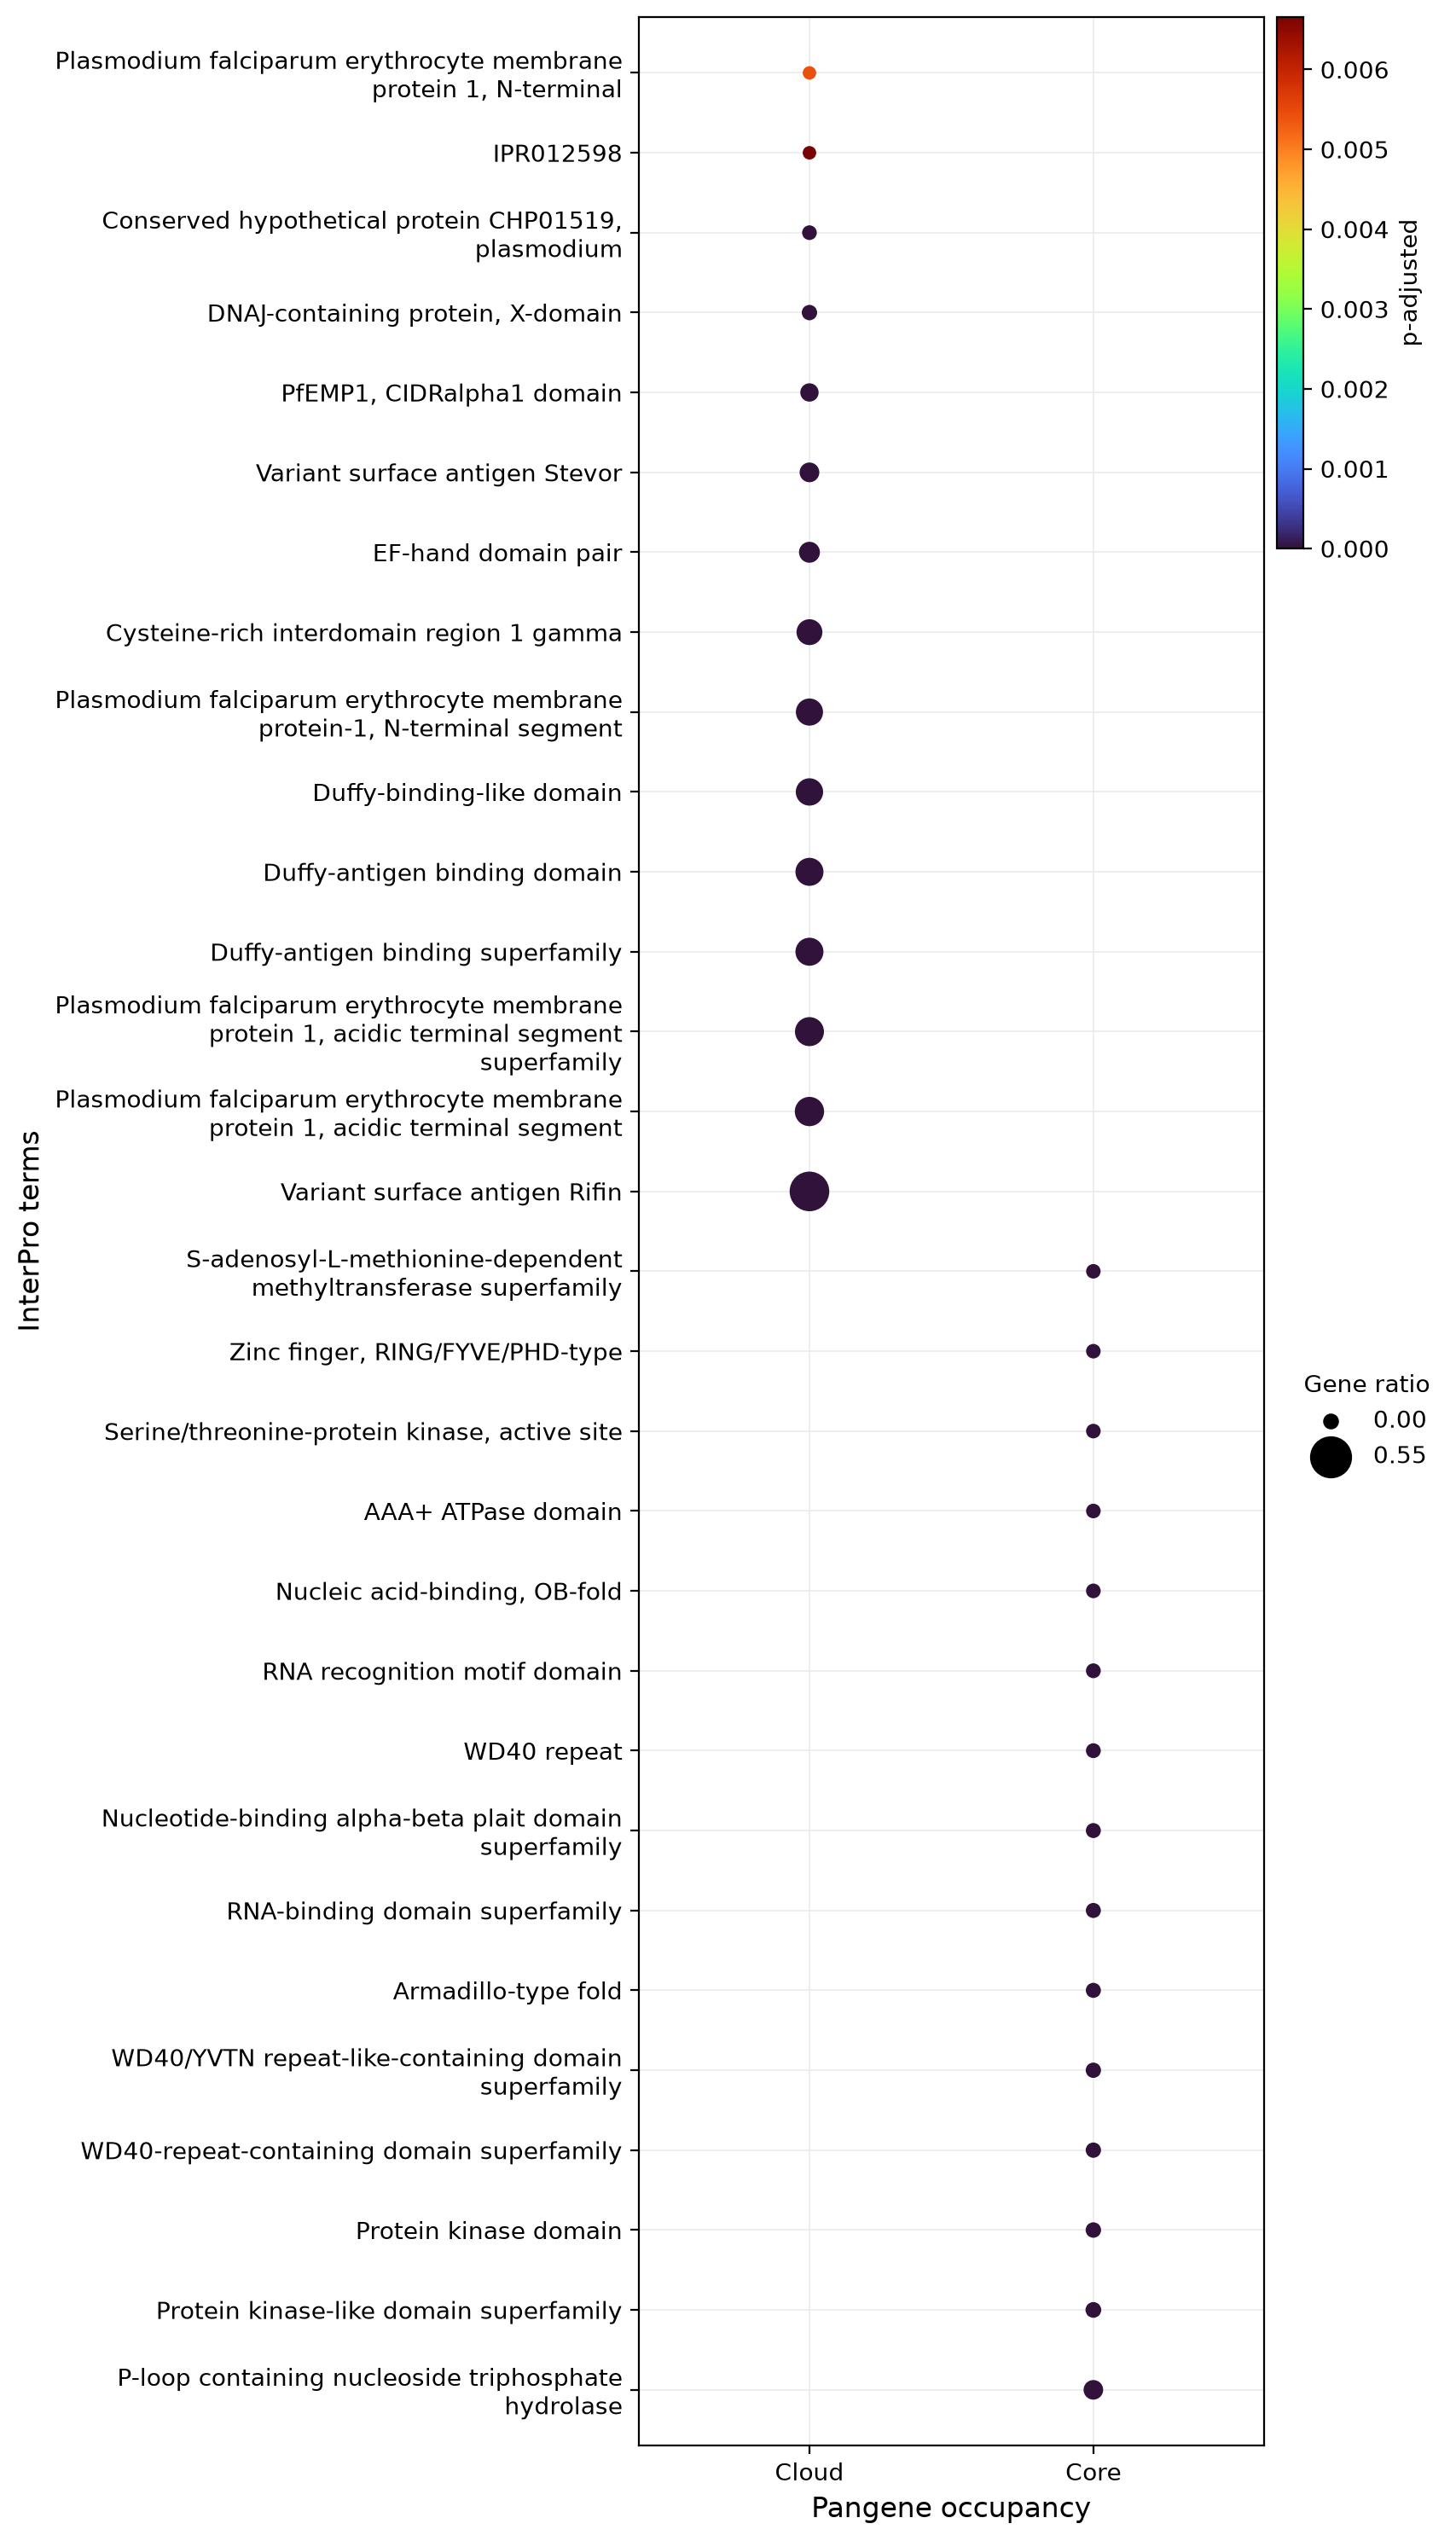 Plasmodium falciparum erythrocyte membrane
protein 1, N-terminal
IPR012598
Conserved hypothetical protein CHP01519,
plasmodium
DNAJ-containing protein, X-domain
PfEMP1, CIDRalpha1 domain
Variant surface antigen Stevor
EF-hand domain pair
Cysteine-rich interdomain region 1 gamma
Plasmodium falciparum erythrocyte membrane
protein-1, N-terminal segment
Duffy-binding-like domain
Duffy-antigen binding domain
Duffy-antigen binding superfamily
Plasmodium falciparum erythrocyte membrane
protein 1, acidic terminal segment
superfamily
Plasmodium falciparum erythrocyte membrane
protein 1, acidic terminal segment
Variant surface antigen Rifin
S-adenosyl-L-methionine-dependent
methyltransferase superfamily
Zinc finger, RING/FYVE/PHD-type
Serine/threonine-protein kinase, active site
AAA+ ATPase domain
Nucleic acid-binding, OB-fold
RNA recognition motif domain
WD40 repeat
Nucleotide-binding alpha-beta plait domain
superfamily
RNA-binding domain superfamily
Armadillo-type fold
WD40/YVTN repeat-like-containing domain
superfamily
WD40-repeat-containing domain superfamily
Protein kinase domain
Protein kinase-like domain superfamily
P-loop containing nucleoside triphosphate
hydrolase
InterPro terms
Cloud
Core
Pangene occupancy
0.006
0.005
0.004
0.003
0.002
0.001
0.000
p-adjusted
Gene ratio
0.00
0.55